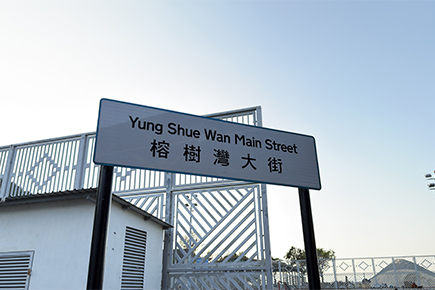 Yung Shue Wan Main Street
榕樹灣大街